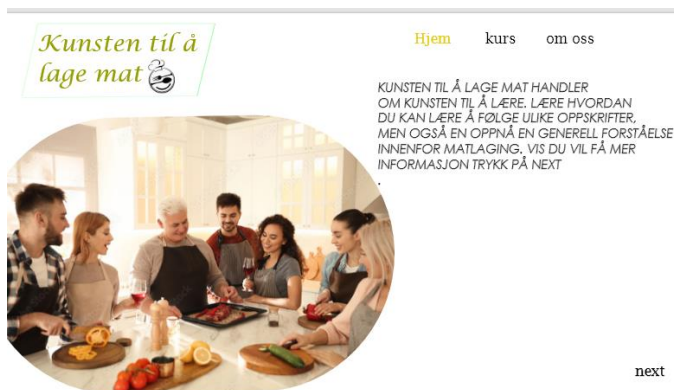 Kunsten til å
lage mat
Hjem kurs om oss
KUNSTEN TIL Å LAGE MAT HANDLER
OM KUNSTEN TIL Å LÆRE. LÆRE HVORDAN
DU KAN LÆRE Å FØLGE ULIKE OPPSKRIFTER,
MEN OGSÅ EN OPPNÅ EN GENERELL FORSTÅELSE
INNENFOR MATLAGING. VIS DU VIL FÅ MER
INFORMASJON TRYKK PÅ NEXT
.
next